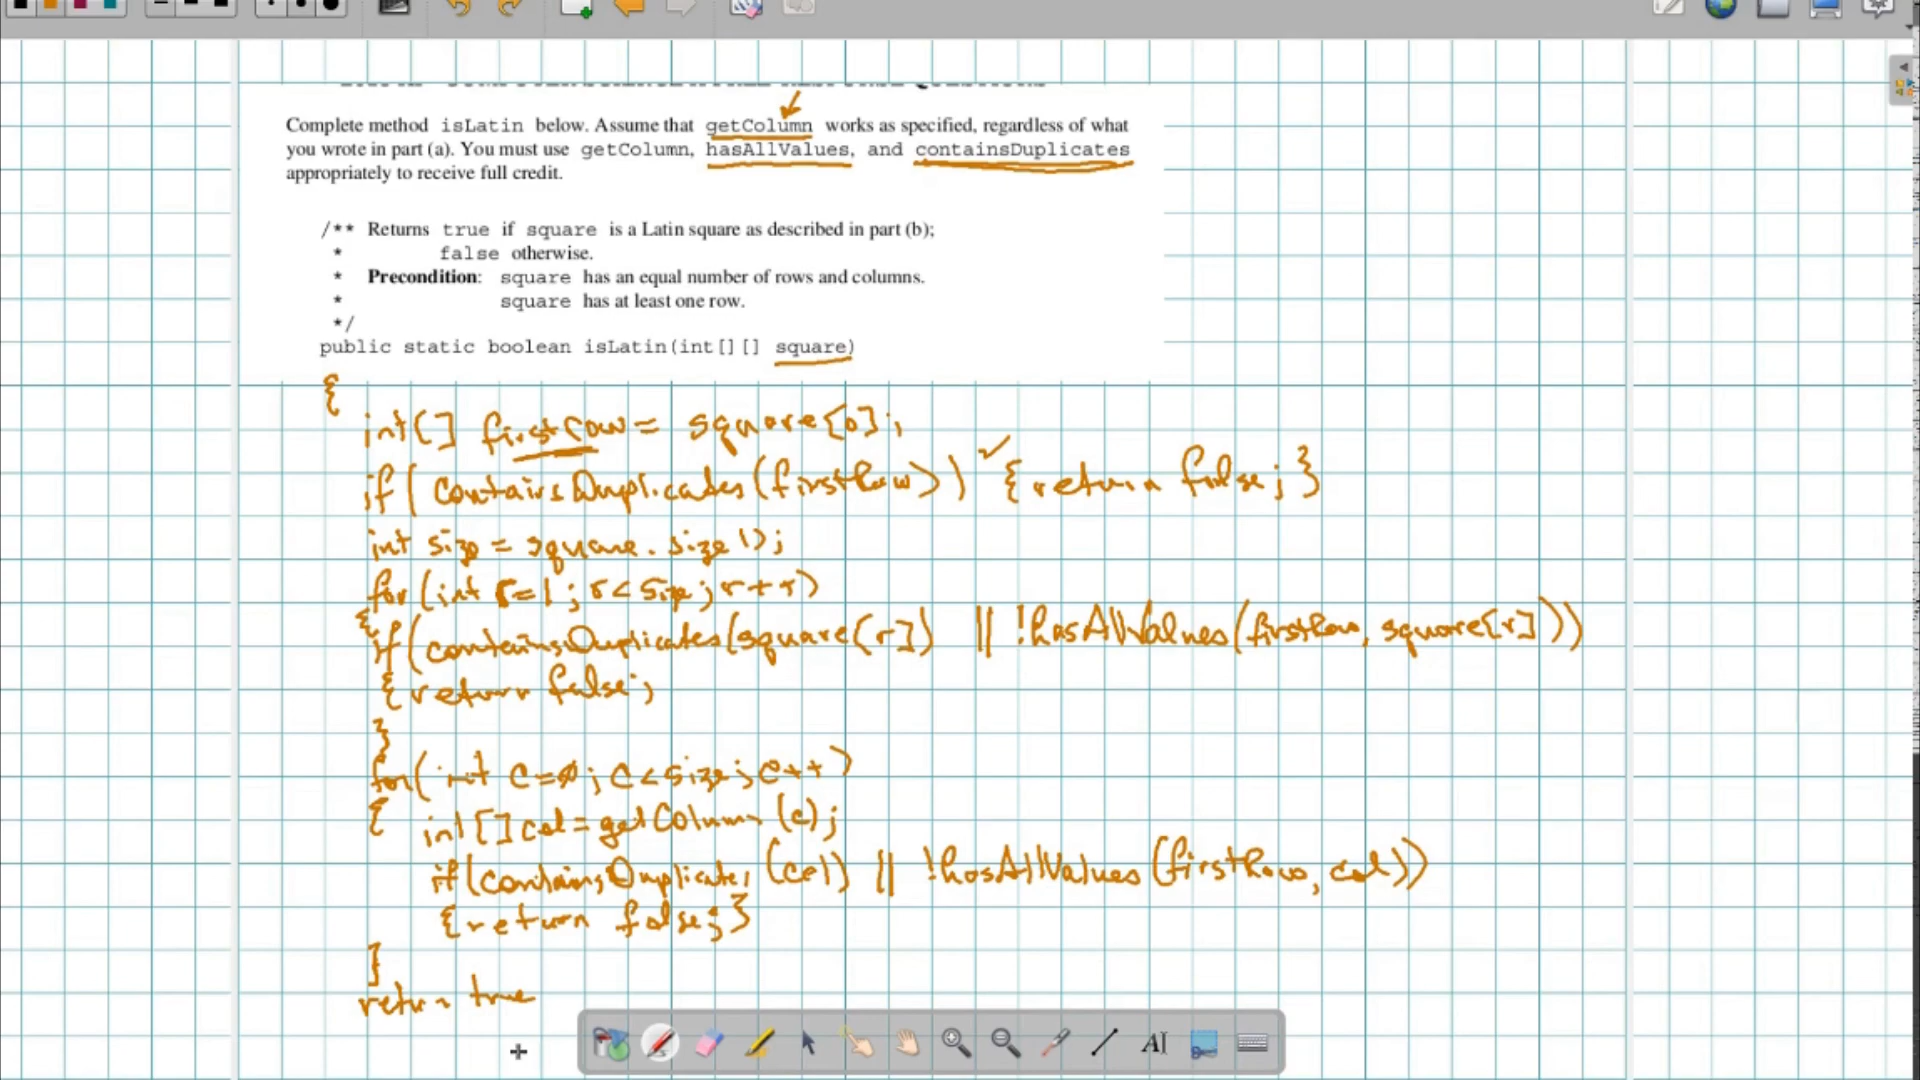 Complete method isLatin below. Assume that getColumn works as specified, regardless of what
you wrote in part (a). You must use getColumn, hasAllValues, and containsDuplicates
appropriately to receive full credit.
/** Returns true if square is a Latin square as described in part (b);
* false otherwise.
* Precondition: square has an equal number of rows and columns.
* square has at least one row.
*/
public static boolean isLatin(int[][] square)
{
int[] firstRow = square[0];
if( containsDuplicates(firstRow)) {return false;}
int size = square.size();
for(int r=1; r<size; r++)
{if(containsDuplicates(square[r]) || !hasAllValues(firstRow, square[r]))
{return false;
}
for(int c=0; c<size; c++)
{ int[] col = getColumn (c);
if(containsDuplicates (col) || !hasAllValues(firstRow, col))
{return false;}
}
return true
AI